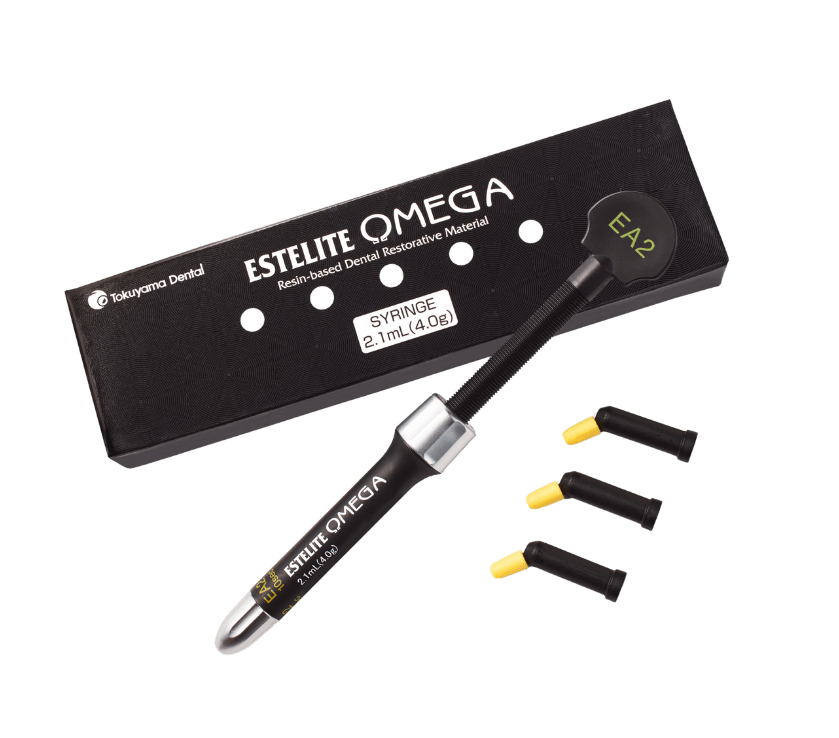 ESTELITE OMEGA
Resin-based Dental Restorative Material
Tokuyama Dental
SYRINGE
2.1mL(4.0g)
EA2
ESTELITE OMEGA
2.1mL(4.0g)
EA2